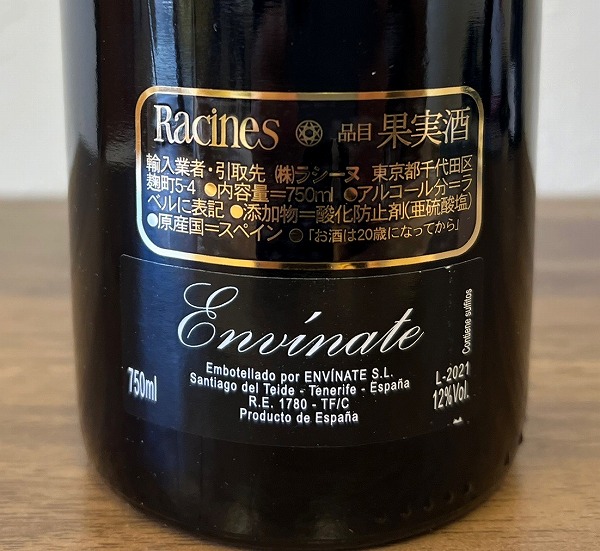 Racines 品目 果実酒
輸入業者・引取先 (株)ラシーヌ 東京都千代田区
麹町5-4 ●内容量=750ml ●アルコール分=ラ
ベルに表記 ●添加物=酸化防止剤(亜硫酸塩)
●原産国=スペイン ●「お酒は20歳になってから」
Envínate
Contiene sulfitos
750ml
Embotellado por ENVÍNATE S.L.
Santiago del Teide - Tenerife - España
R.E. 1780 - TF/C
Producto de España
L-2021
12%Vol.